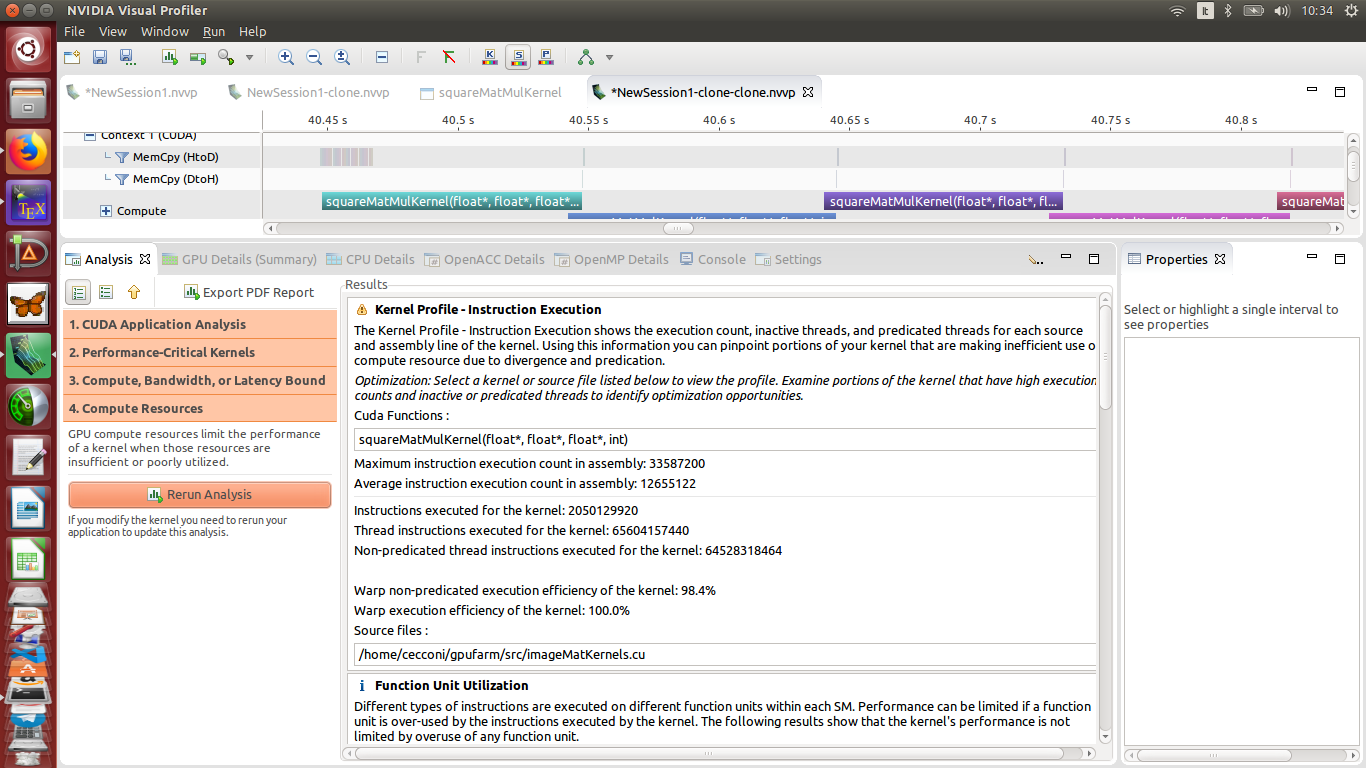 NVIDIA Visual Profiler
lt
10:34
File View Window Run Help
K S P
*NewSession1.nvvp NewSession1-clone.nvvp squareMatMulKernel *NewSession1-clone-clone.nvvp
40.45 s 40.5 s 40.55 s 40.6 s 40.65 s 40.7 s 40.75 s 40.8 s
Context 1 (CUDA)
MemCpy (HtoD)
MemCpy (DtoH)
squareMatMulKernel(float*, float*, float*... squareMatMulKernel(float*, float*, fl... squareMat
Compute
Analysis GPU Details (Summary) CPU Details OpenACC Details OpenMP Details Console Settings
Export PDF Report
1. CUDA Application Analysis
2. Performance-Critical Kernels
3. Compute, Bandwidth, or Latency Bound
4. Compute Resources
GPU compute resources limit the performance
of a kernel when those resources are
insufficient or poorly utilized.
Rerun Analysis
If you modify the kernel you need to rerun your
application to update this analysis.
Results
Kernel Profile - Instruction Execution
The Kernel Profile - Instruction Execution shows the execution count, inactive threads, and predicated threads for each source
and assembly line of the kernel. Using this information you can pinpoint portions of your kernel that are making inefficient use o
compute resource due to divergence and predication.
Optimization: Select a kernel or source file listed below to view the profile. Examine portions of the kernel that have high execution
counts and inactive or predicated threads to identify optimization opportunities.
Cuda Functions :
squareMatMulKernel(float*, float*, float*, int)
Maximum instruction execution count in assembly: 33587200
Average instruction execution count in assembly: 12655122
Instructions executed for the kernel: 2050129920
Thread instructions executed for the kernel: 65604157440
Non-predicated thread instructions executed for the kernel: 64528318464
Warp non-predicated execution efficiency of the kernel: 98.4%
Warp execution efficiency of the kernel: 100.0%
Source files :
/home/cecconi/gpufarm/src/imageMatKernels.cu
Function Unit Utilization
Different types of instructions are executed on different function units within each SM. Performance can be limited if a function
unit is over-used by the instructions executed by the kernel. The following results show that the kernel's performance is not
limited by overuse of any function unit.
Properties
Select or highlight a single interval to
see properties